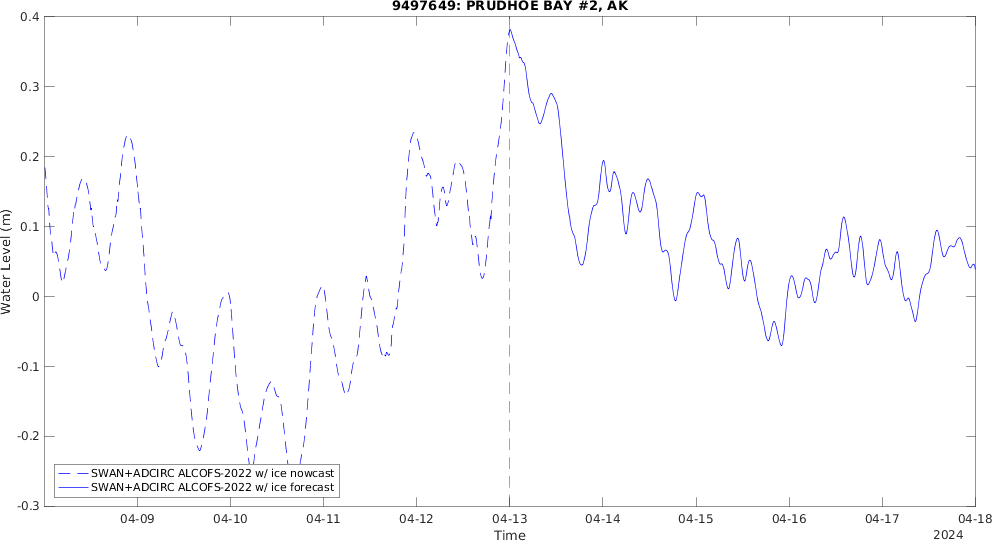 9497649: PRUDHOE BAY #2, AK
0.4
0.3
0.2
0.1
0
-0.1
-0.2
-0.3
Water Level (m)
SWAN+ADCIRC ALCOFS-2022 w/ ice nowcast
SWAN+ADCIRC ALCOFS-2022 w/ ice forecast
04-09 04-10 04-11 04-12 04-13 04-14 04-15 04-16 04-17 04-18
Time
2024